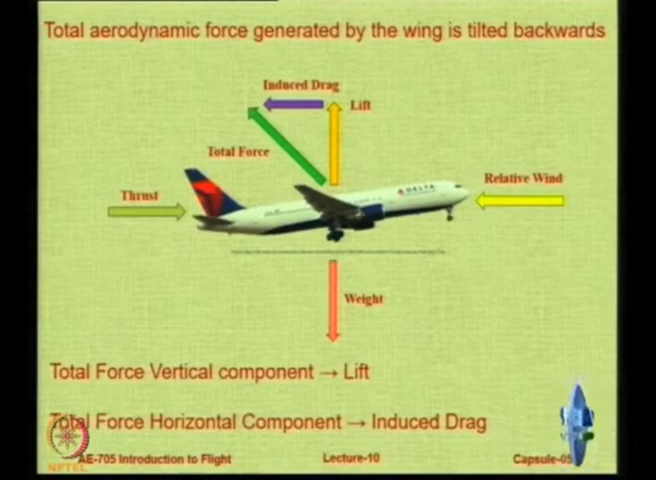 Total aerodynamic force generated by the wing is tilted backwards
Induced Drag
Lift
Total Force
Thrust
DELTA
Relative Wind
Weight
Total Force Vertical component → Lift
Total Force Horizontal Component → Induced Drag
NPTEL
AE-705 Introduction to Flight
Lecture-10
Capsule-05